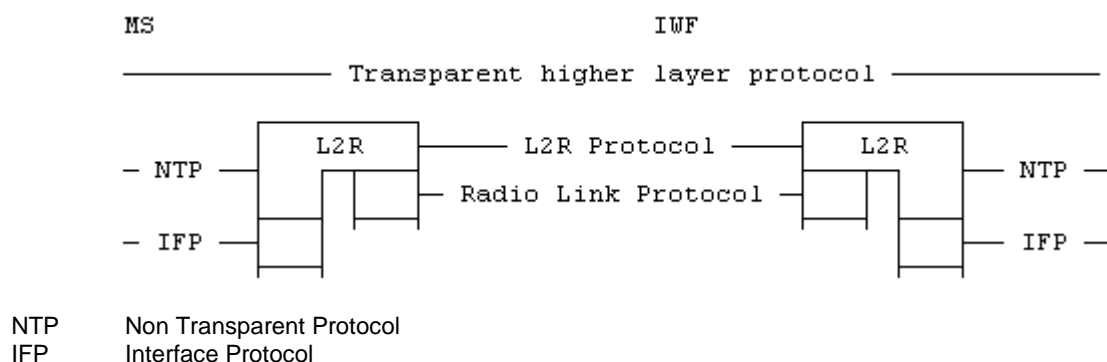 MS IWF
Transparent higher layer protocol
L2R L2R Protocol L2R
NTP NTP
Radio Link Protocol
IFP IFP
NTP Non Transparent Protocol
IFP Interface Protocol